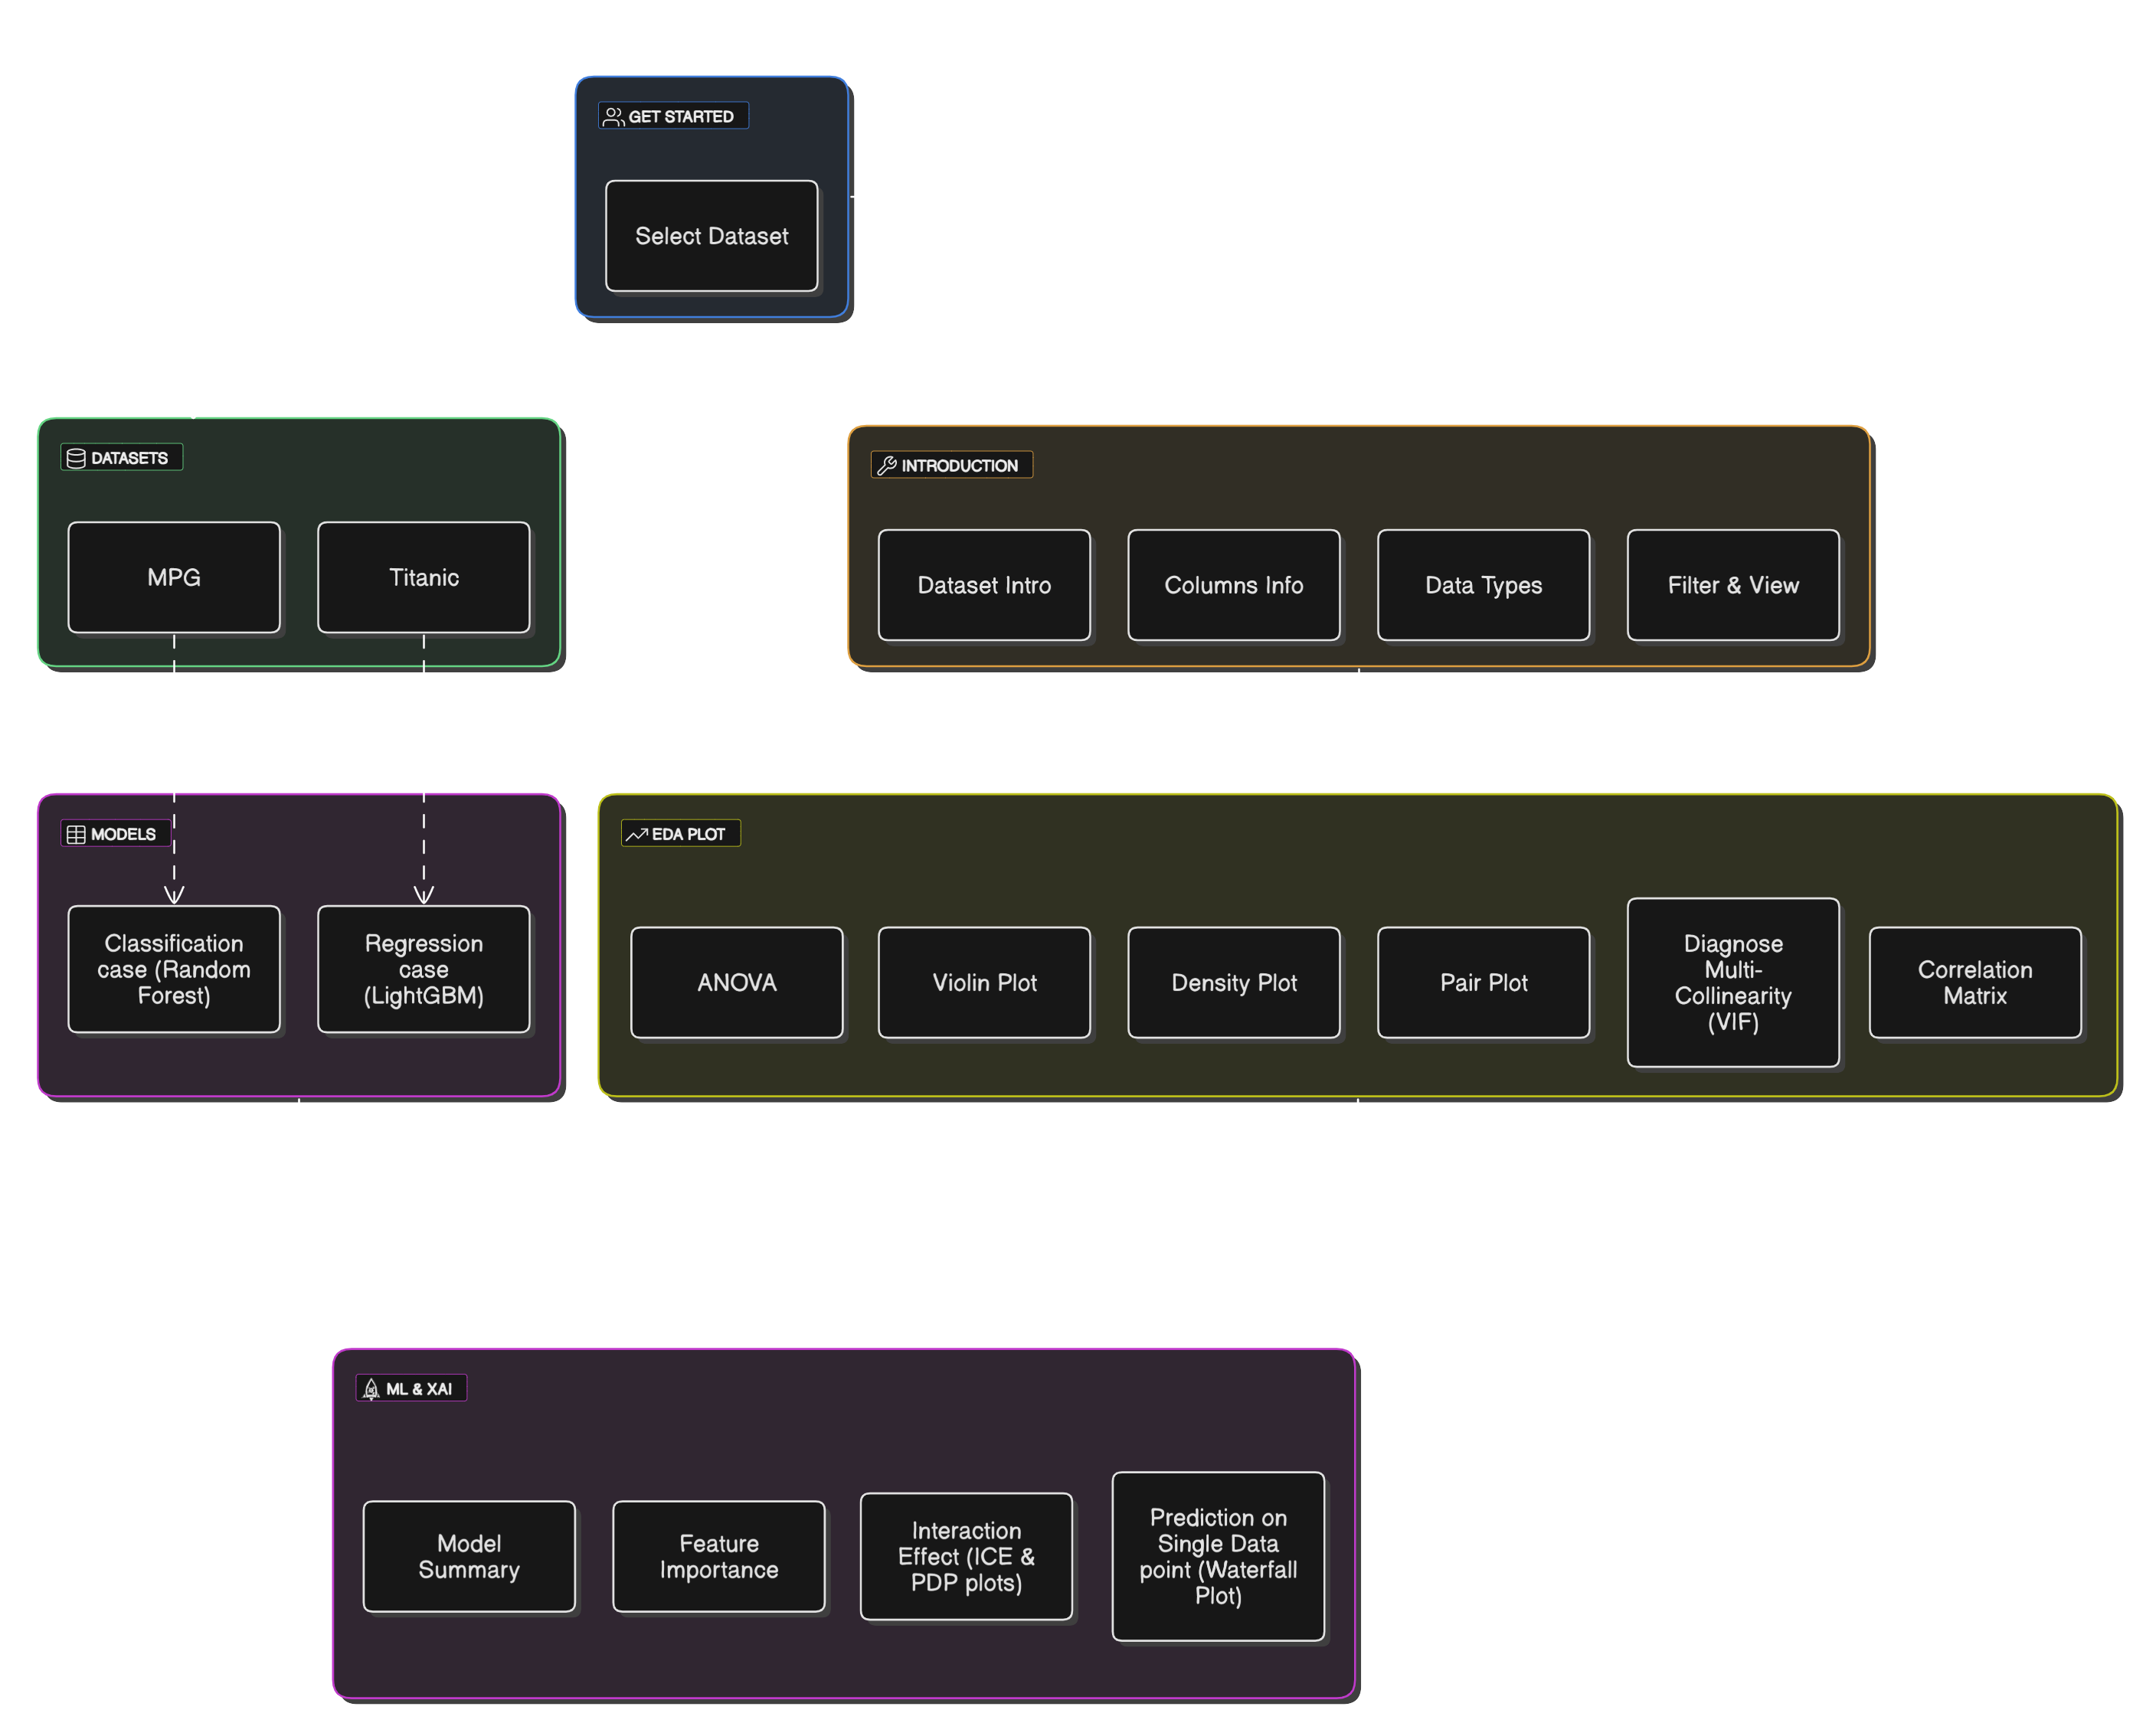 GET STARTED
Select Dataset
DATASETS
MPG
Titanic
INTRODUCTION
Dataset Intro
Columns Info
Data Types
Filter & View
MODELS
Classification
case (Random
Forest)
Regression
case
(LightGBM)
EDA PLOT
ANOVA
Violin Plot
Density Plot
Pair Plot
Diagnose
Multi-
Collinearity
(VIF)
Correlation
Matrix
ML & XAI
Model
Summary
Feature
Importance
Interaction
Effect (ICE &
PDP plots)
Prediction on
Single Data
point (Waterfall
Plot)